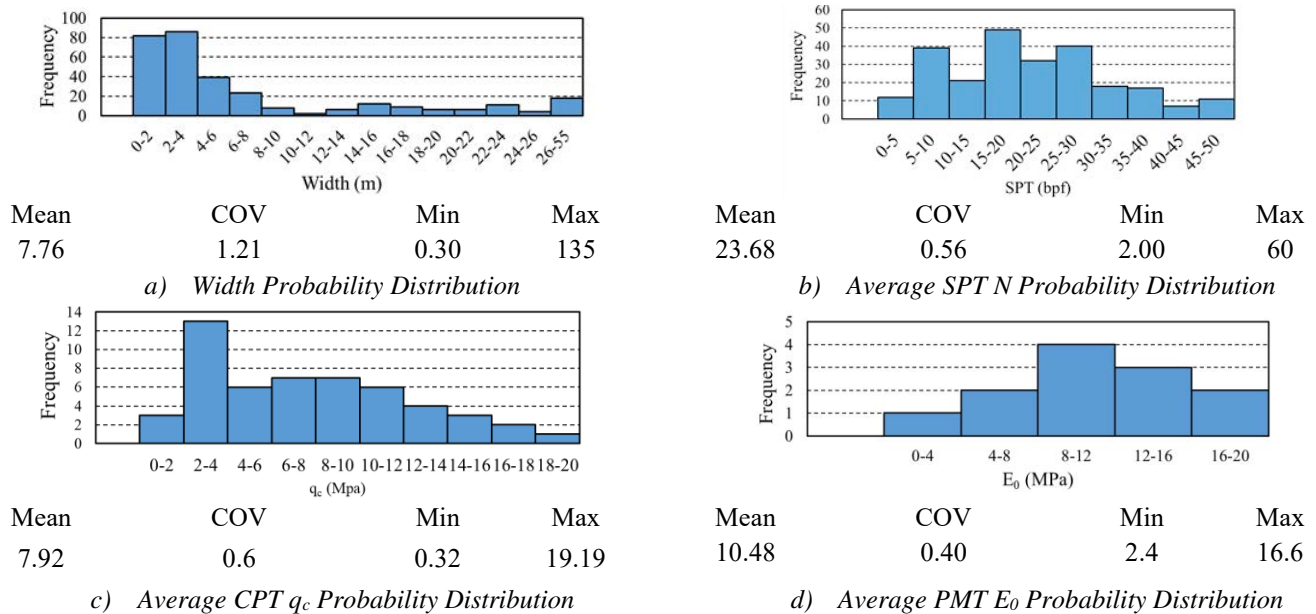 100
80
60
40
20
0
Frequency
0-2 2-4 4-6 6-8 8-10 10-12 12-14 14-16 16-18 18-20 20-22 22-24 24-26 26-55
Width (m)
Mean COV Min Max
7.76 1.21 0.30 135
a) Width Probability Distribution
60
50
40
30
20
10
0
Frequency
0-5 5-10 10-15 15-20 20-25 25-30 30-35 35-40 40-45 45-50
SPT (bpf)
Mean COV Min Max
23.68 0.56 2.00 60
b) Average SPT N Probability Distribution
14
12
10
8
6
4
2
0
Frequency
0-2 2-4 4-6 6-8 8-10 10-12 12-14 14-16 16-18 18-20
qc (Mpa)
Mean COV Min Max
7.92 0.6 0.32 19.19
c) Average CPT qc Probability Distribution
5
4
3
2
1
0
Frequency
0-4 4-8 8-12 12-16 16-20
E0 (MPa)
Mean COV Min Max
10.48 0.40 2.4 16.6
d) Average PMT E0 Probability Distribution